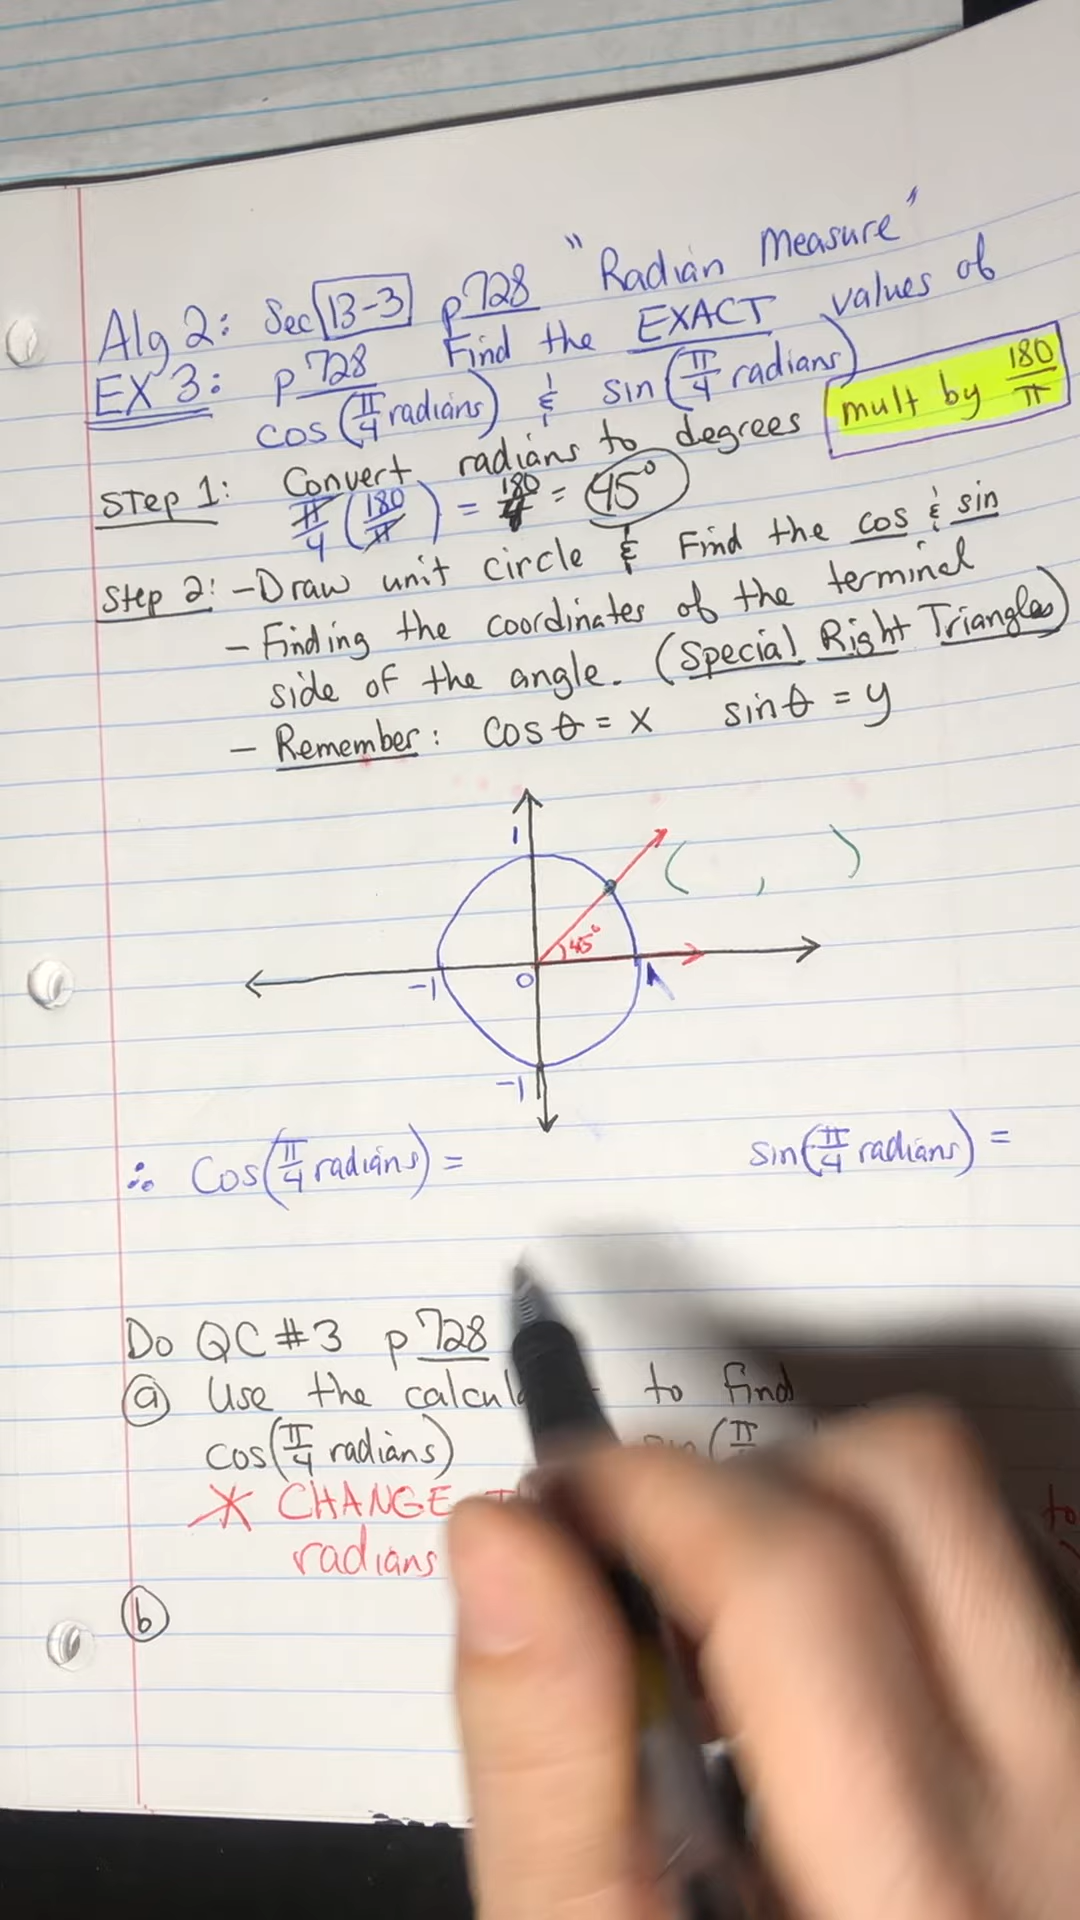 "Radian Measure"
Alg 2: Sec 13-3 p728 Find the EXACT values of
EX 3: p728 cos(π/4 radians) & sin(π/4 radians)
mult by 180/π
Step 1: Convert radians to degrees
π/4 (180/π) = 180/4 = 45°
Step 2: - Draw unit circle & Find the cos & sin
- Finding the coordinates of the terminal
side of the angle. (Special Right Triangles)
- Remember: cos θ = x sin θ = y
1
( , )
45°
-1 0 1
-1
∴ Cos(π/4 radians) = sin(π/4 radians) =
Do QC #3 p728
ⓐ Use the to find
cos(π/4 radians)
* CHANGE to
radians
ⓑ